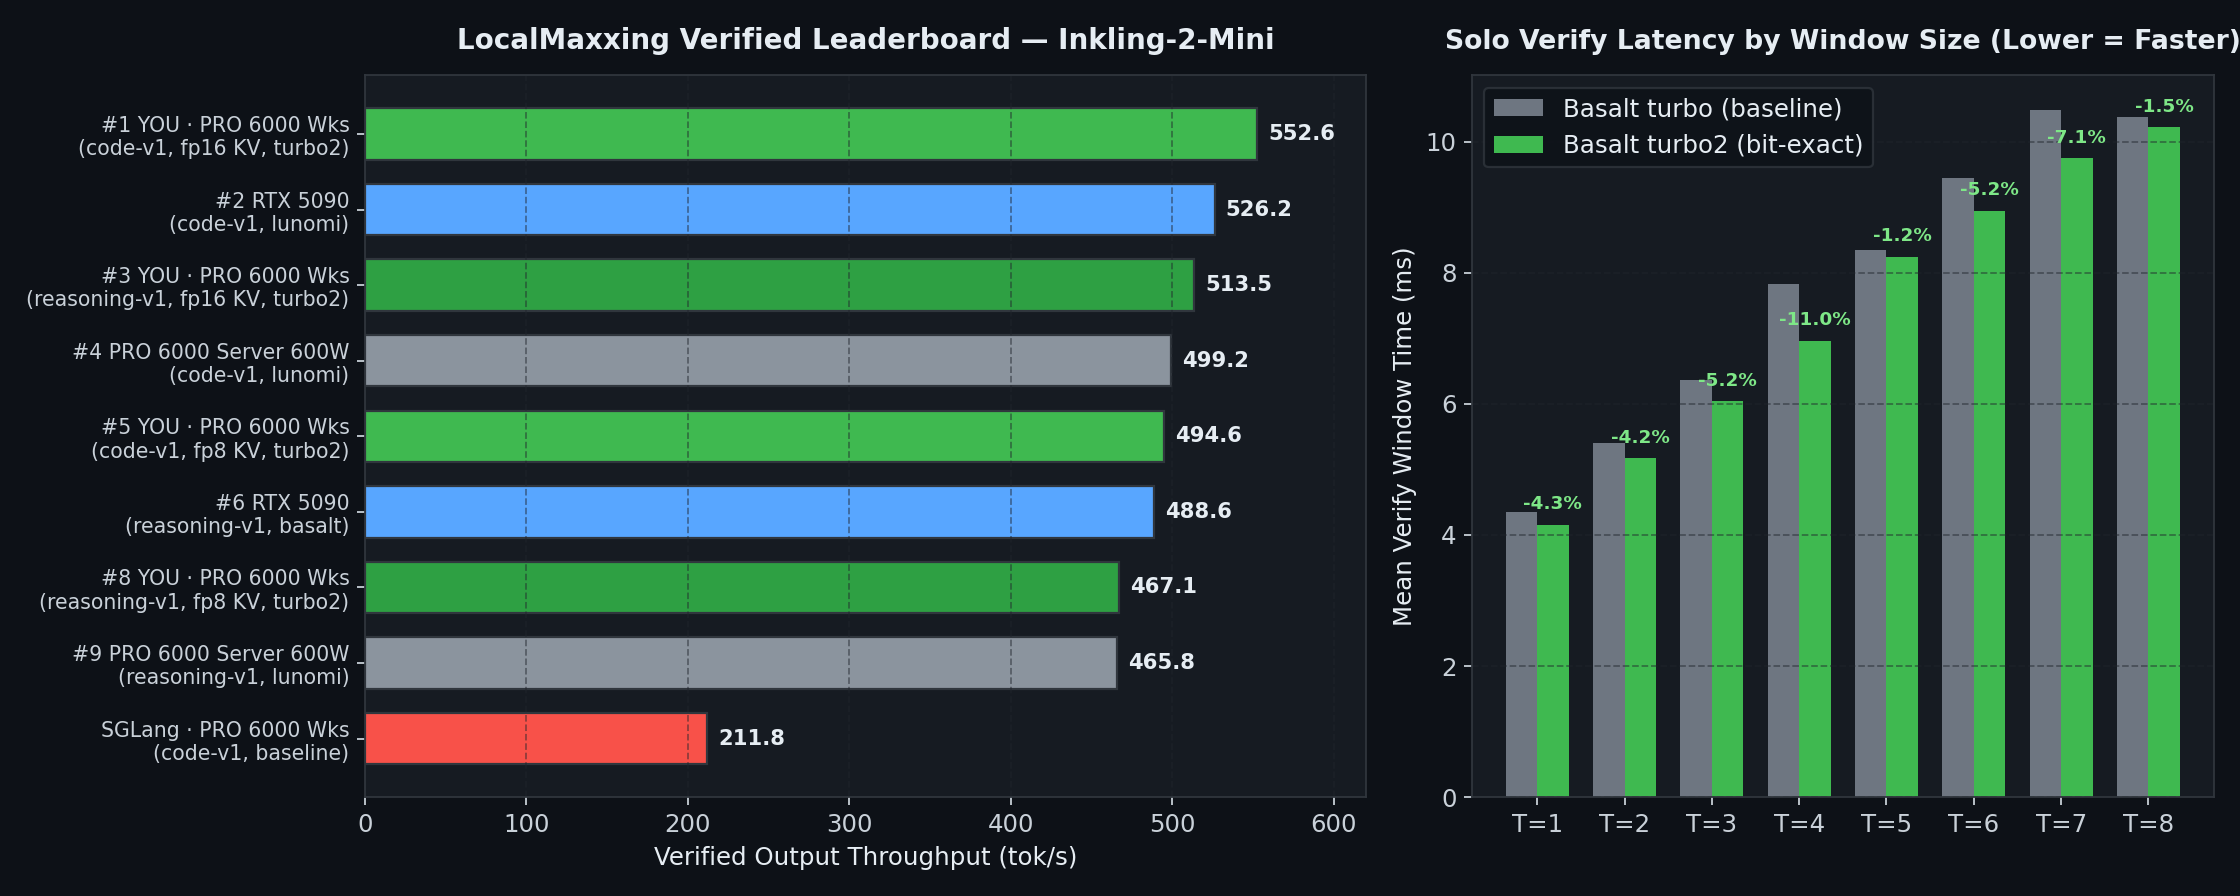 LocalMaxxing Verified Leaderboard — Inkling-2-Mini
#1 YOU · PRO 6000 Wks
(code-v1, fp16 KV, turbo2)
552.6
#2 RTX 5090
(code-v1, lunomi)
526.2
#3 YOU · PRO 6000 Wks
(reasoning-v1, fp16 KV, turbo2)
513.5
#4 PRO 6000 Server 600W
(code-v1, lunomi)
499.2
#5 YOU · PRO 6000 Wks
(code-v1, fp8 KV, turbo2)
494.6
#6 RTX 5090
(reasoning-v1, basalt)
488.6
#8 YOU · PRO 6000 Wks
(reasoning-v1, fp8 KV, turbo2)
467.1
#9 PRO 6000 Server 600W
(reasoning-v1, lunomi)
465.8
SGLang · PRO 6000 Wks
(code-v1, baseline)
211.8
0 100 200 300 400 500 600
Verified Output Throughput (tok/s)
Solo Verify Latency by Window Size (Lower = Faster)
Basalt turbo (baseline)
Basalt turbo2 (bit-exact)
Mean Verify Window Time (ms)
10
8
6
4
2
0
-4.3%
-4.2%
-5.2%
-11.0%
-1.2%
-5.2%
-7.1%
-1.5%
T=1 T=2 T=3 T=4 T=5 T=6 T=7 T=8